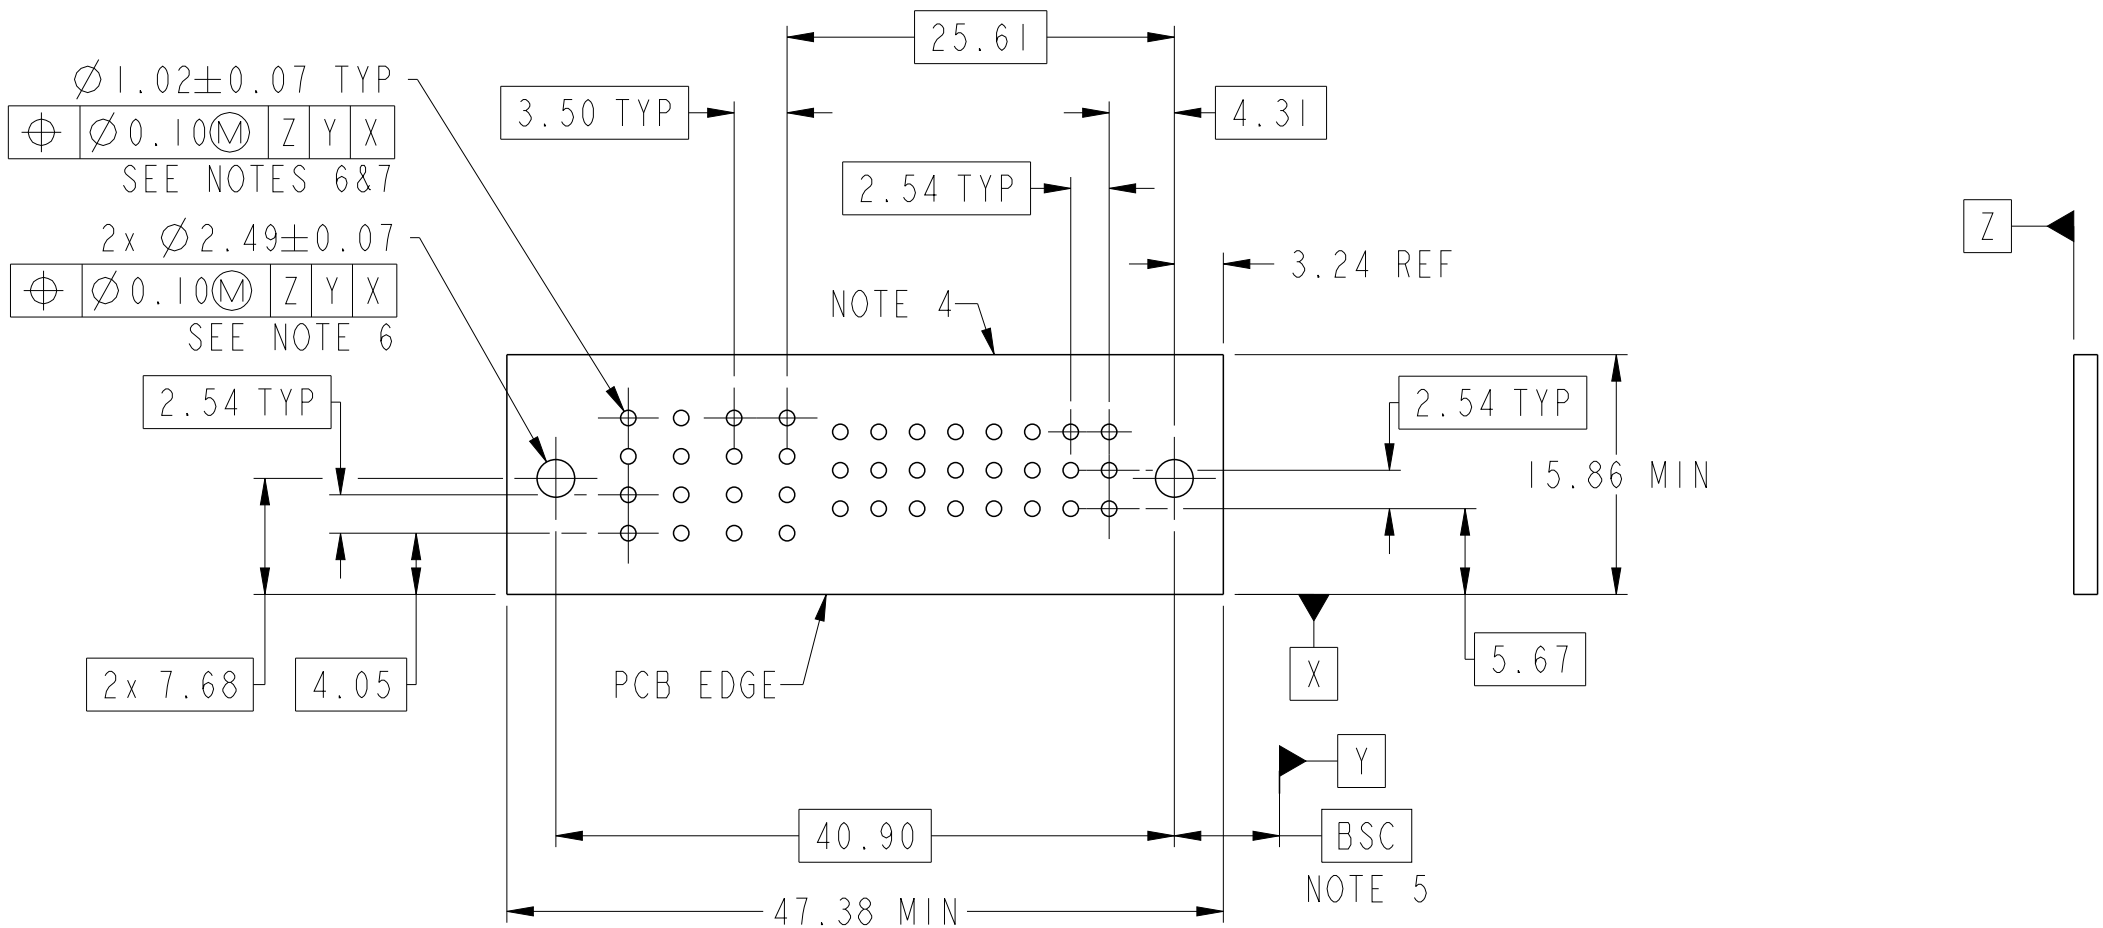 25.61
Ø1.02±0.07 TYP
⌖ Ø0.10Ⓜ Z Y X
SEE NOTES 6&7
3.50 TYP
4.31
2.54 TYP
2x Ø2.49±0.07
⌖ Ø0.10Ⓜ Z Y X
SEE NOTE 6
3.24 REF
NOTE 4
Z
2.54 TYP
2.54 TYP
15.86 MIN
2x 7.68
4.05
PCB EDGE
X
5.67
Y
40.90
BSC
NOTE 5
47.38 MIN